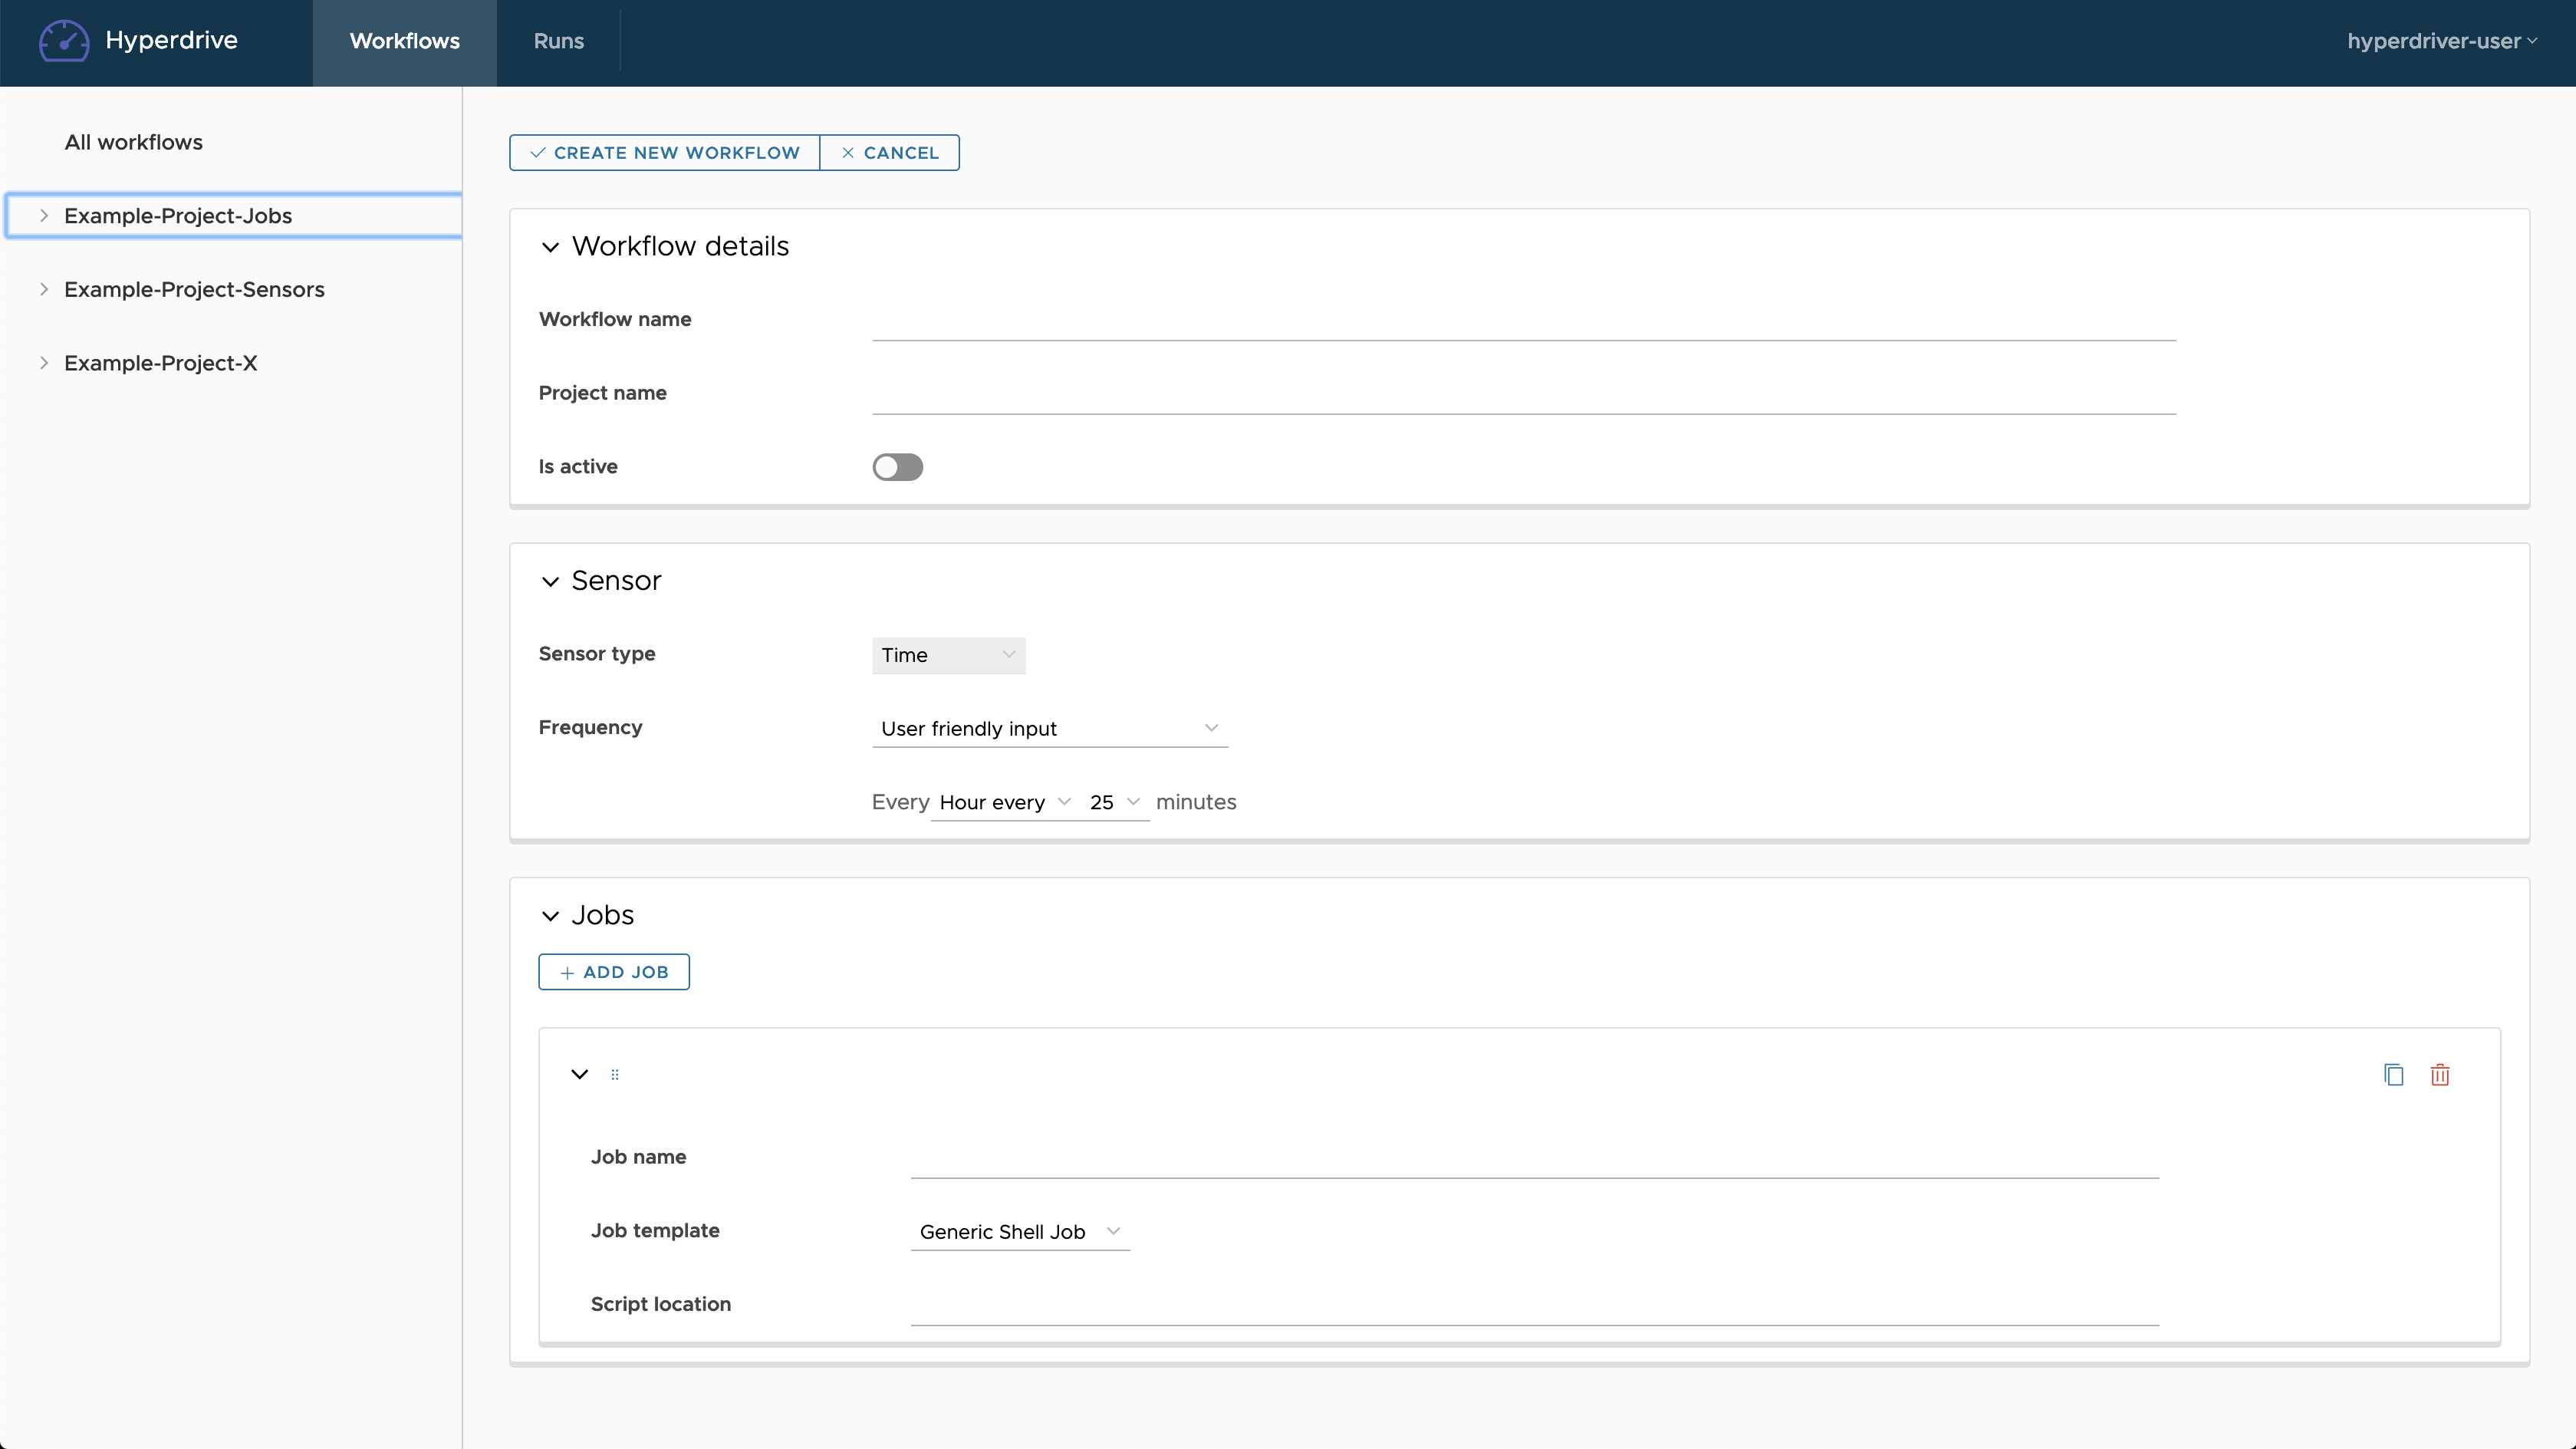 Hyperdrive
Workflows
Runs
hyperdriver-user
All workflows
Example-Project-Jobs
Example-Project-Sensors
Example-Project-X
CREATE NEW WORKFLOW
CANCEL
Workflow details
Workflow name
Project name
Is active
Sensor
Sensor type
Time
Frequency
User friendly input
Every Hour every 25 minutes
Jobs
ADD JOB
Job name
Job template
Generic Shell Job
Script location